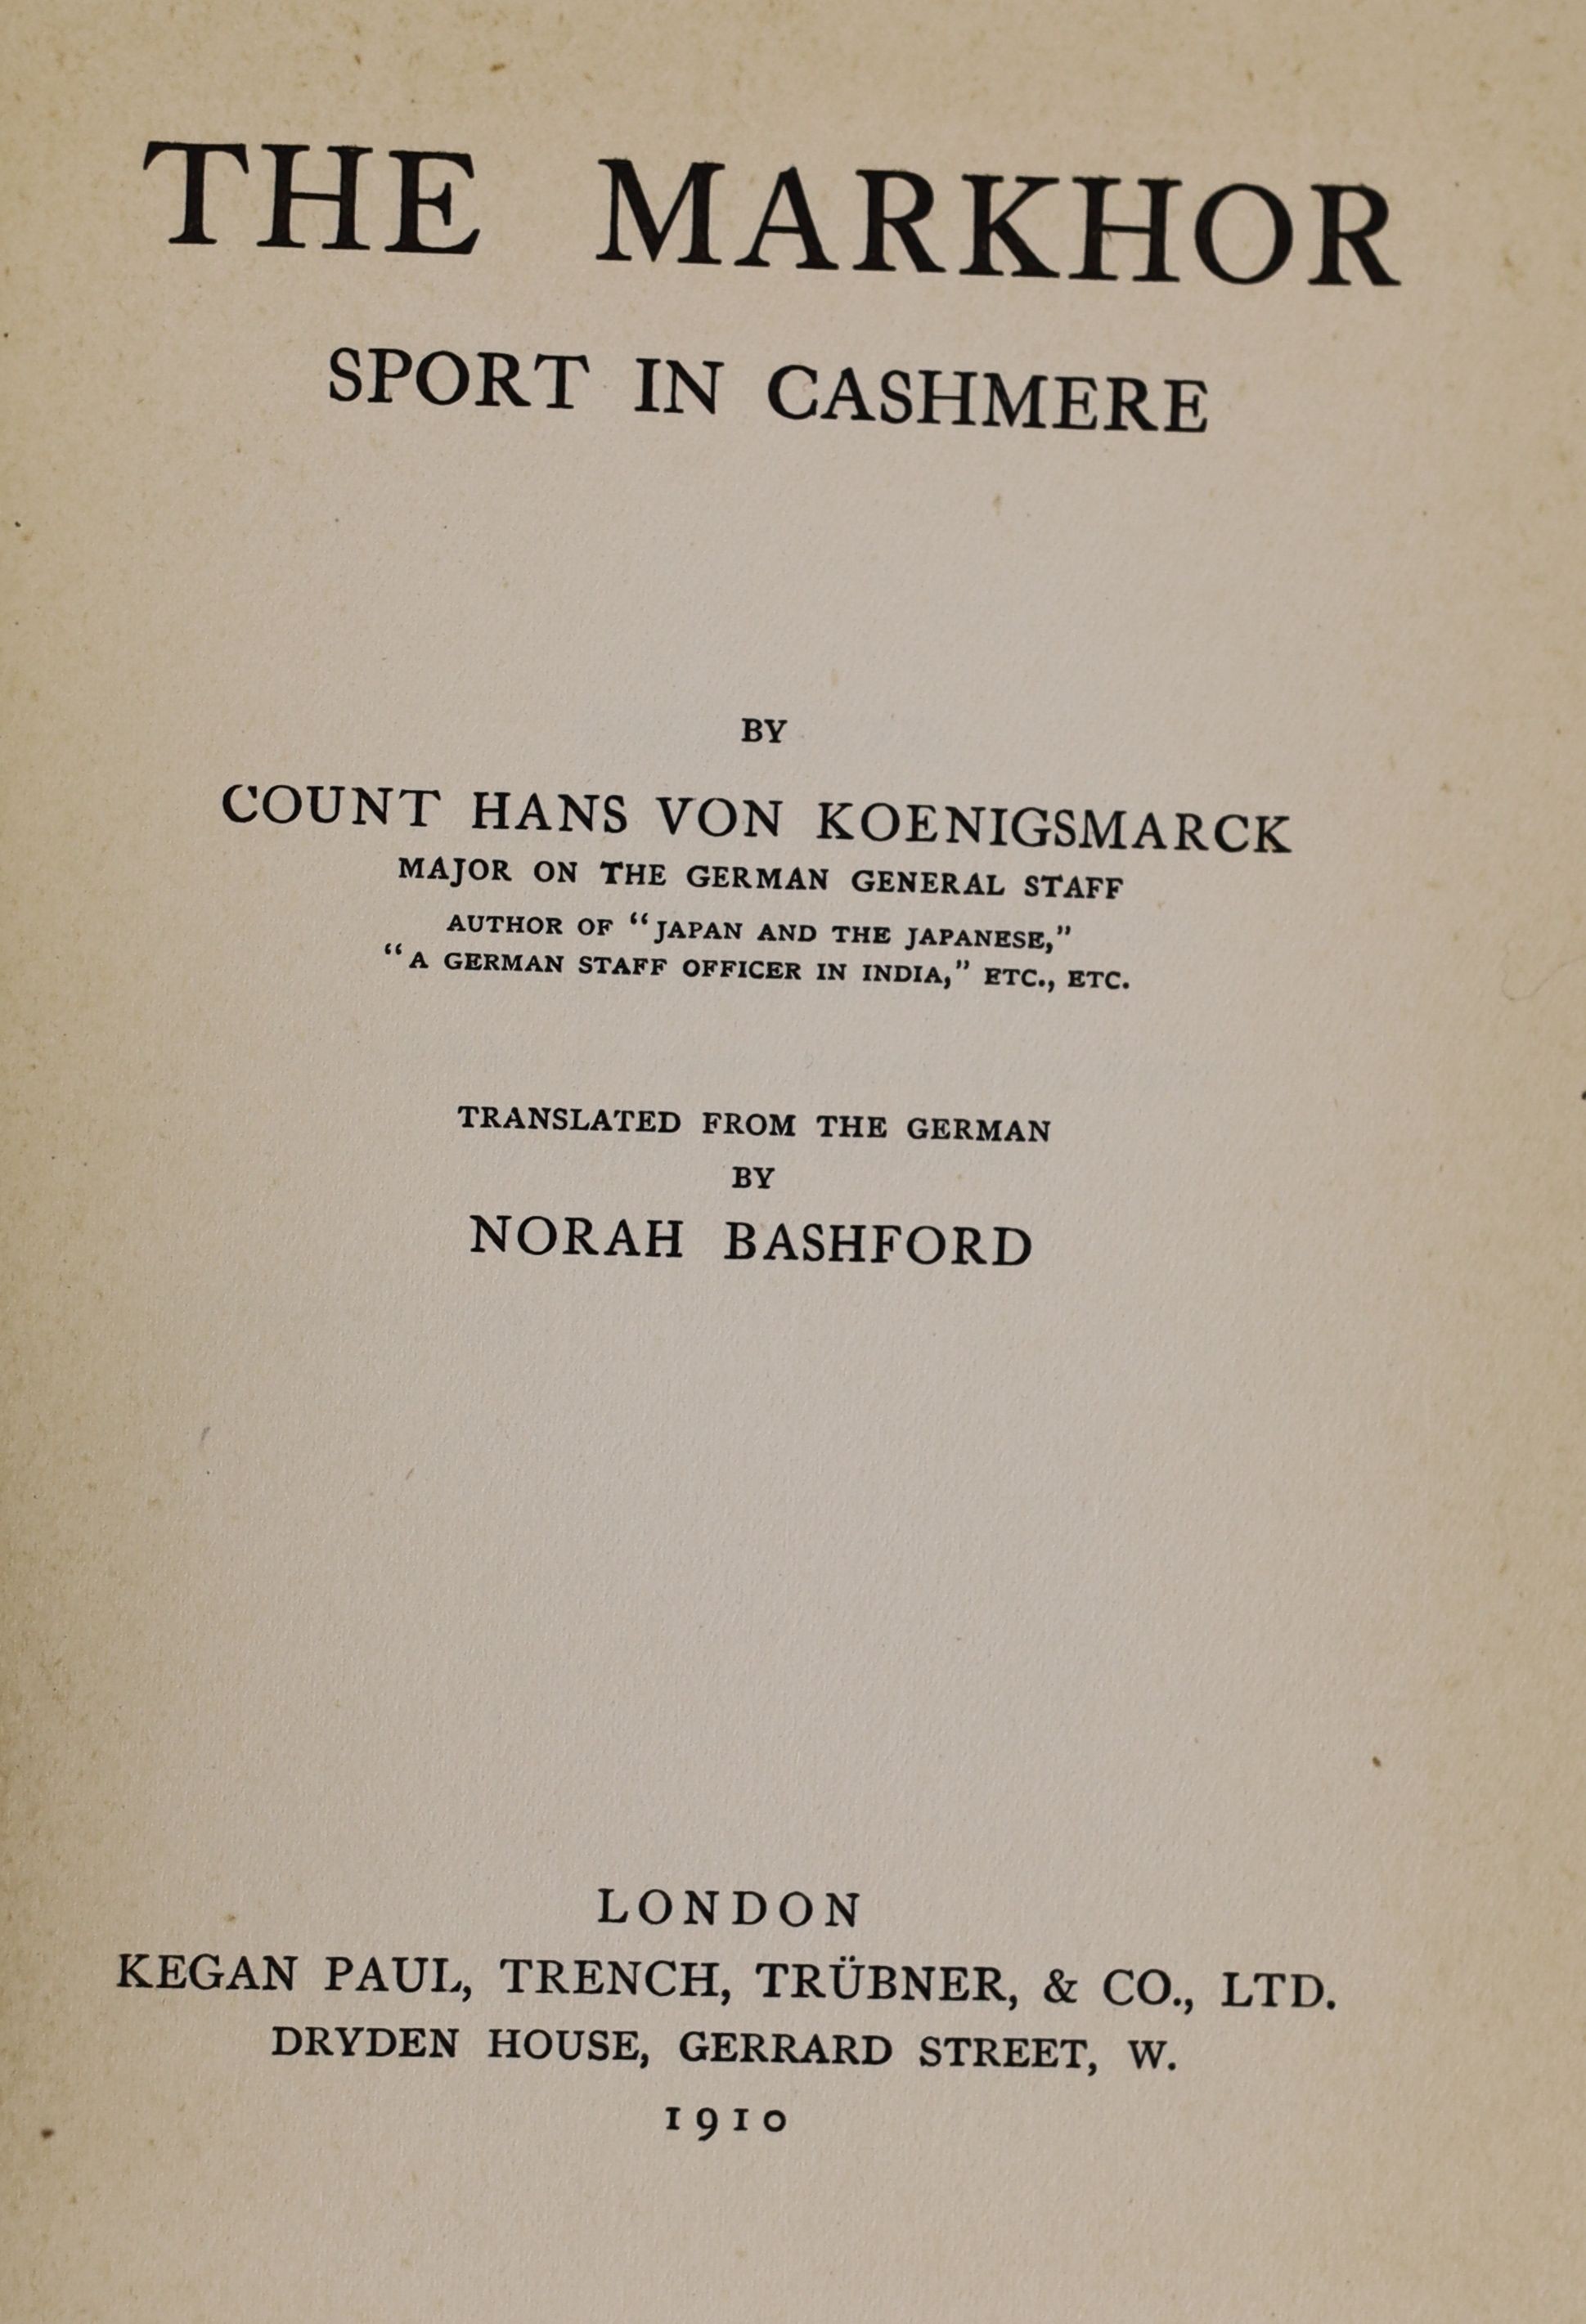 THE MARKHOR
SPORT IN CASHMERE
BY
COUNT HANS VON KOENIGSMARCK
MAJOR ON THE GERMAN GENERAL STAFF
AUTHOR OF “JAPAN AND THE JAPANESE,”
“A GERMAN STAFF OFFICER IN INDIA,” ETC., ETC.
TRANSLATED FROM THE GERMAN
BY
NORAH BASHFORD
LONDON
KEGAN PAUL, TRENCH, TRÜBNER, & CO., LTD.
DRYDEN HOUSE, GERRARD STREET, W.
1910